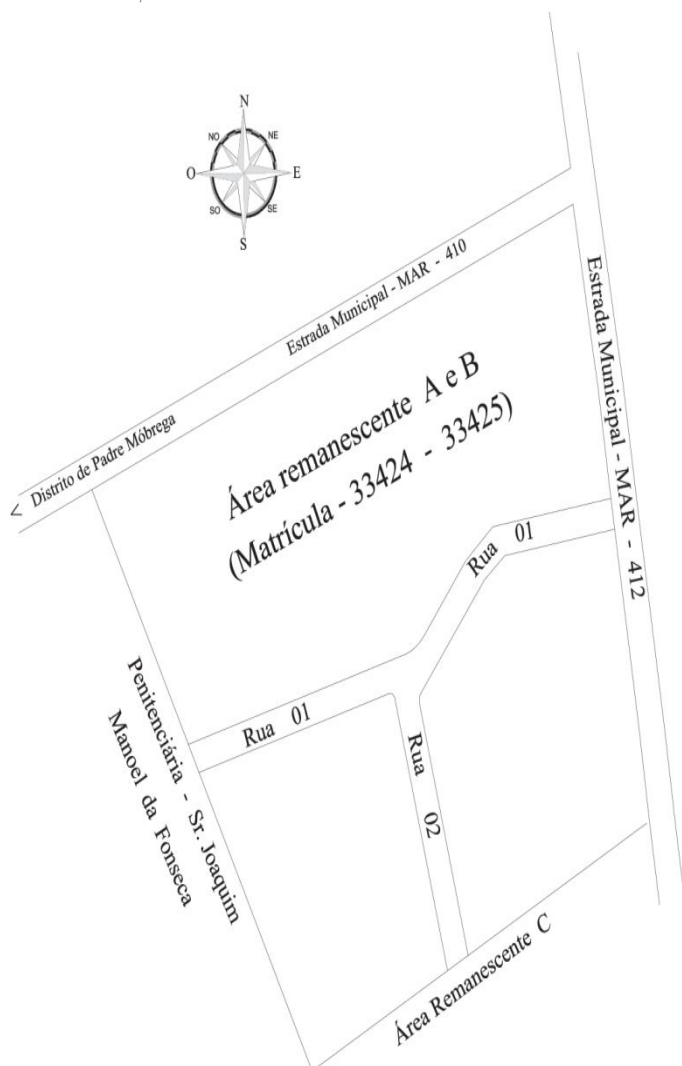 N
NO
NE
O
E
SO
SE
S
Estrada Municipal - MAR - 410
< Distrito de Padre Móbrega
Estrada Municipal - MAR - 412
Área remanescente A e B
(Matrícula - 33424 - 33425)
Rua 01
Rua 01
Rua 02
Penitenciária - Sr. Joaquim
Manoel da Fonseca
Área Remanescente C